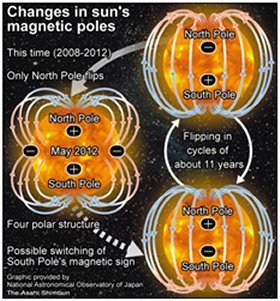 Changes in sun's
magnetic poles
This time (2008-2012)
Only North Pole flips
North Pole
−
+
South Pole
North Pole
+
− May 2012 −
+
South Pole
Flipping in
cycles of
about 11 years
Four polar structure
Possible switching of
South Pole's magnetic sign
North Pole
+
−
South Pole
Graphic provided by
National Astronomical Observatory of Japan
The Asahi Shimbun